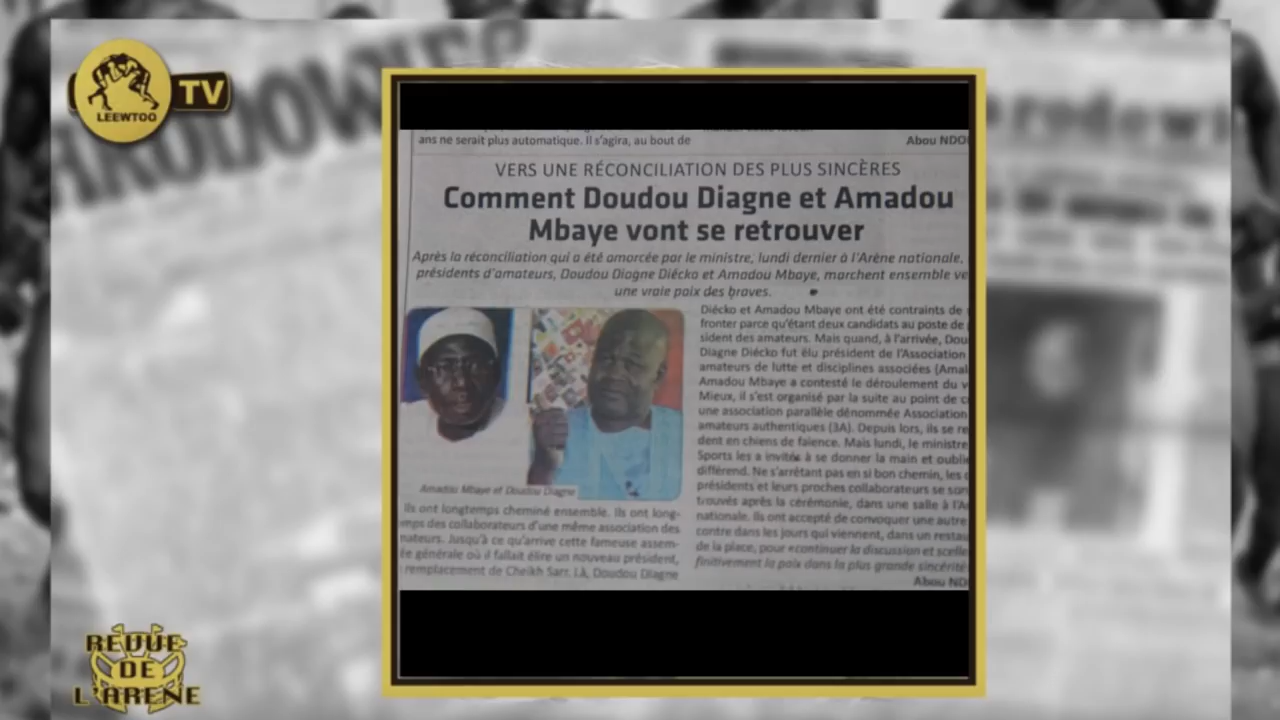 LEEWTOO
TV
ans ne serait plus automatique. Il s'agira, au bout de
Abou NDO
VERS UNE RÉCONCILIATION DES PLUS SINCÈRES
Comment Doudou Diagne et Amadou
Mbaye vont se retrouver
Après la réconciliation qui a été amorcée par le ministre, lundi dernier à l'Arène nationale,
présidents d'amateurs, Doudou Diagne Diécko et Amadou Mbaye, marchent ensemble ve
une vraie paix des braves.
Amadou Mbaye et Doudou Diagne
Ils ont longtemps cheminé ensemble. Ils ont long-
mps des collaborateurs d'une même association des
mateurs. Jusqu'à ce qu'arrive cette fameuse assem-
ée générale où il fallait élire un nouveau président,
remplacement de Cheikh Sarr. Là, Doudou Diagne
Diécko et Amadou Mbaye ont été contraints de
fronter parce qu'étant deux candidats au poste de
sident des amateurs. Mais quand, à l'arrivée, Dou
Diagne Diécko fut élu président de l'Association
amateurs de lutte et disciplines associées (Amal
Amadou Mbaye a contesté le déroulement du v
Mieux, il s'est organisé par la suite au point de c
une association parallèle dénommée Association
amateurs authentiques (3A). Depuis lors, ils se re
dent en chiens de faïence. Mais lundi, le ministre
Sports les a invités à se donner la main et oublie
différend. Ne s'arrêtant pas en si bon chemin, les
présidents et leurs proches collaborateurs se son
trouvés après la cérémonie, dans une salle à l'A
nationale. Ils ont accepté de convoquer une autre
contre dans les jours qui viennent, dans un restau
de la place, pour «continuer la discussion et scelle
finitivement la paix dans la plus grande sincérité
Abou ND
REVUE
DE
L'ARENE